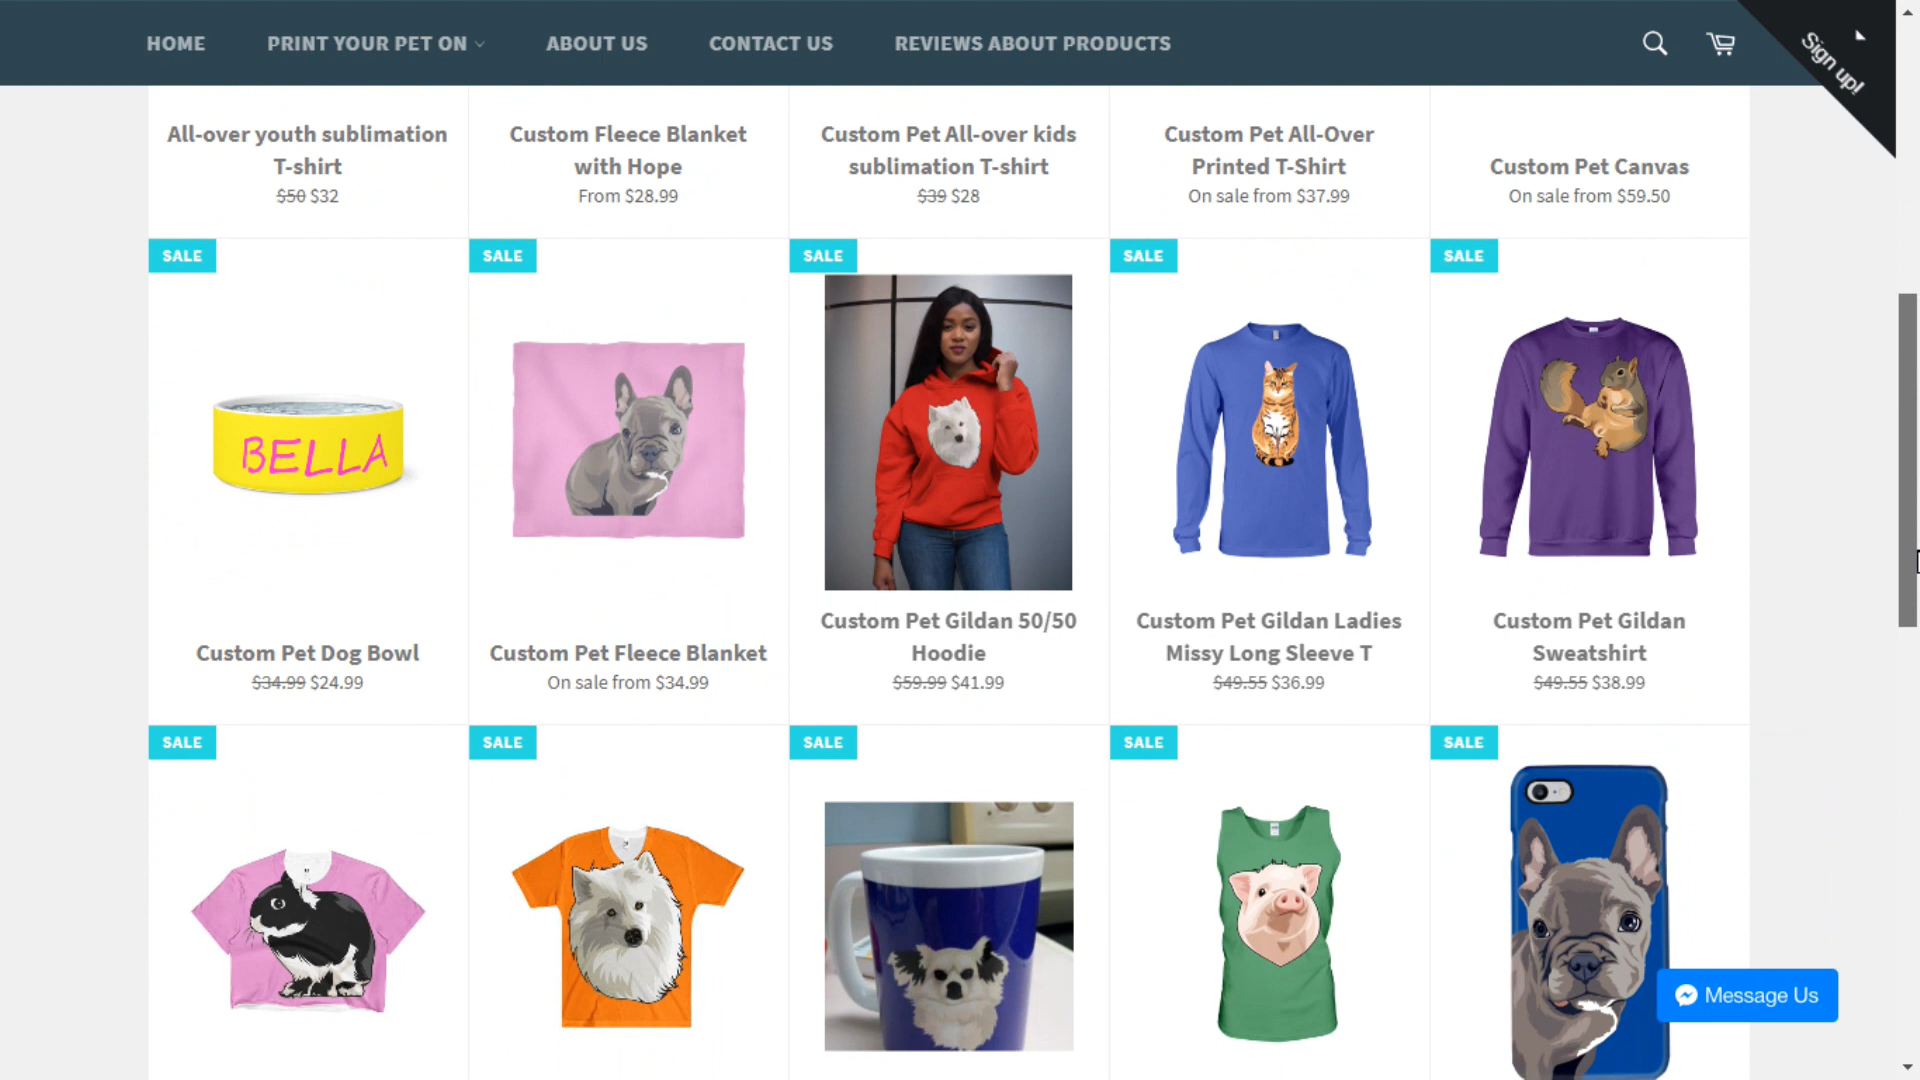 HOME PRINT YOUR PET ON ABOUT US CONTACT US REVIEWS ABOUT PRODUCTS
Sign up!
All-over youth sublimation
T-shirt
$50 $32
Custom Fleece Blanket
with Hope
From $28.99
Custom Pet All-over kids
sublimation T-shirt
$39 $28
Custom Pet All-Over
Printed T-Shirt
On sale from $37.99
Custom Pet Canvas
On sale from $59.50
SALE
BELLA
Custom Pet Dog Bowl
$34.99 $24.99
SALE
Custom Pet Fleece Blanket
On sale from $34.99
SALE
Custom Pet Gildan 50/50
Hoodie
$59.99 $41.99
SALE
Custom Pet Gildan Ladies
Missy Long Sleeve T
$49.55 $36.99
SALE
Custom Pet Gildan
Sweatshirt
$49.55 $38.99
SALE
SALE
SALE
SALE
SALE
Message Us